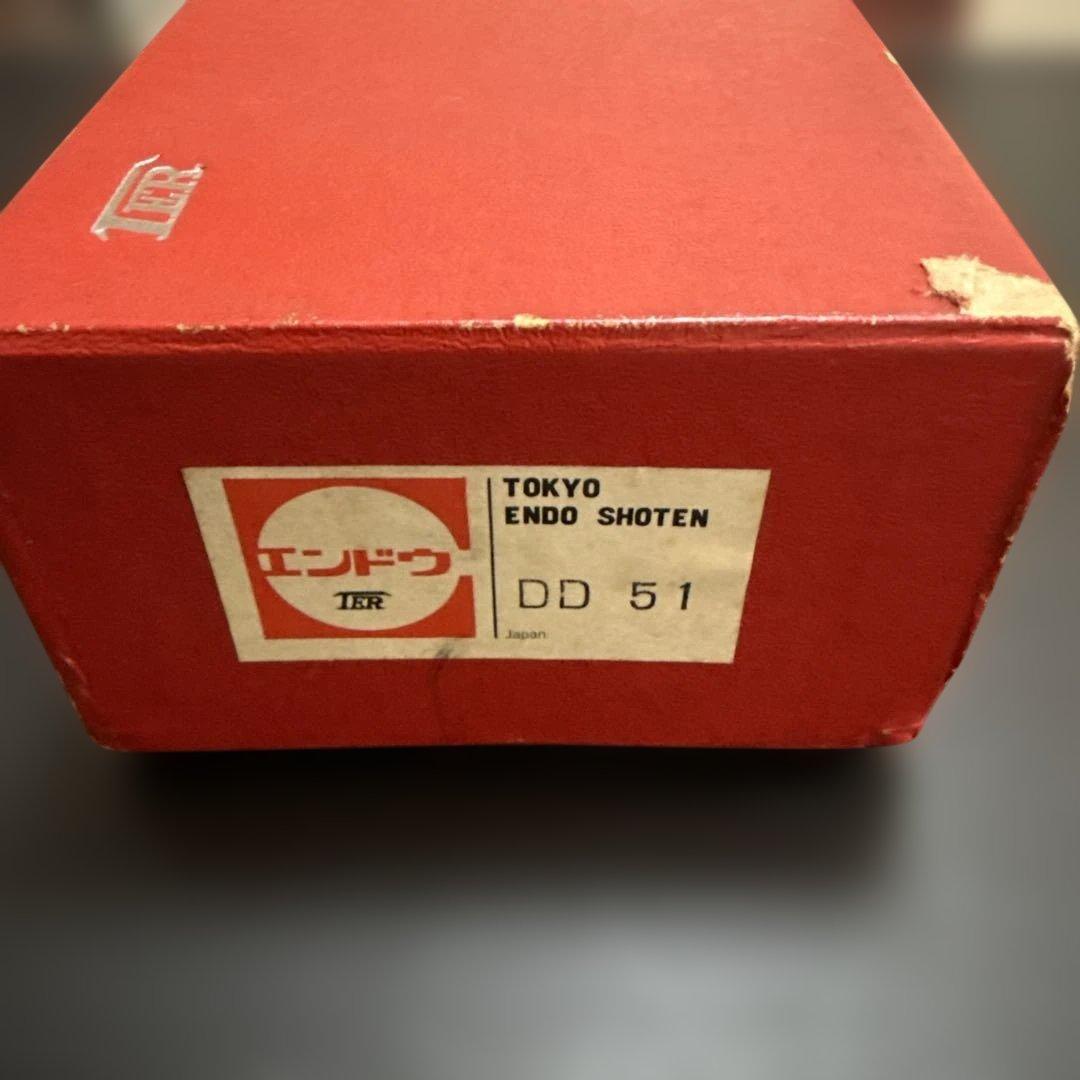 TER
エンドウ
TER
TOKYO
ENDO SHOTEN
DD 51
Japan